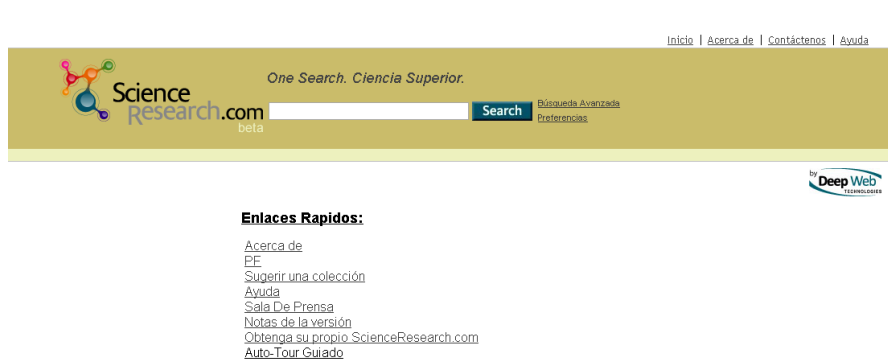 Inicio | Acerca de | Contáctenos | Ayuda
One Search. Ciencia Superior.
Science
Research.com
beta
Search
Búsqueda Avanzada
Preferencias
by Deep Web
TECHNOLOGIES
Enlaces Rapidos:
Acerca de
PF
Sugerir una colección
Ayuda
Sala De Prensa
Notas de la versión
Obtenga su propio ScienceResearch.com
Auto-Tour Guiado